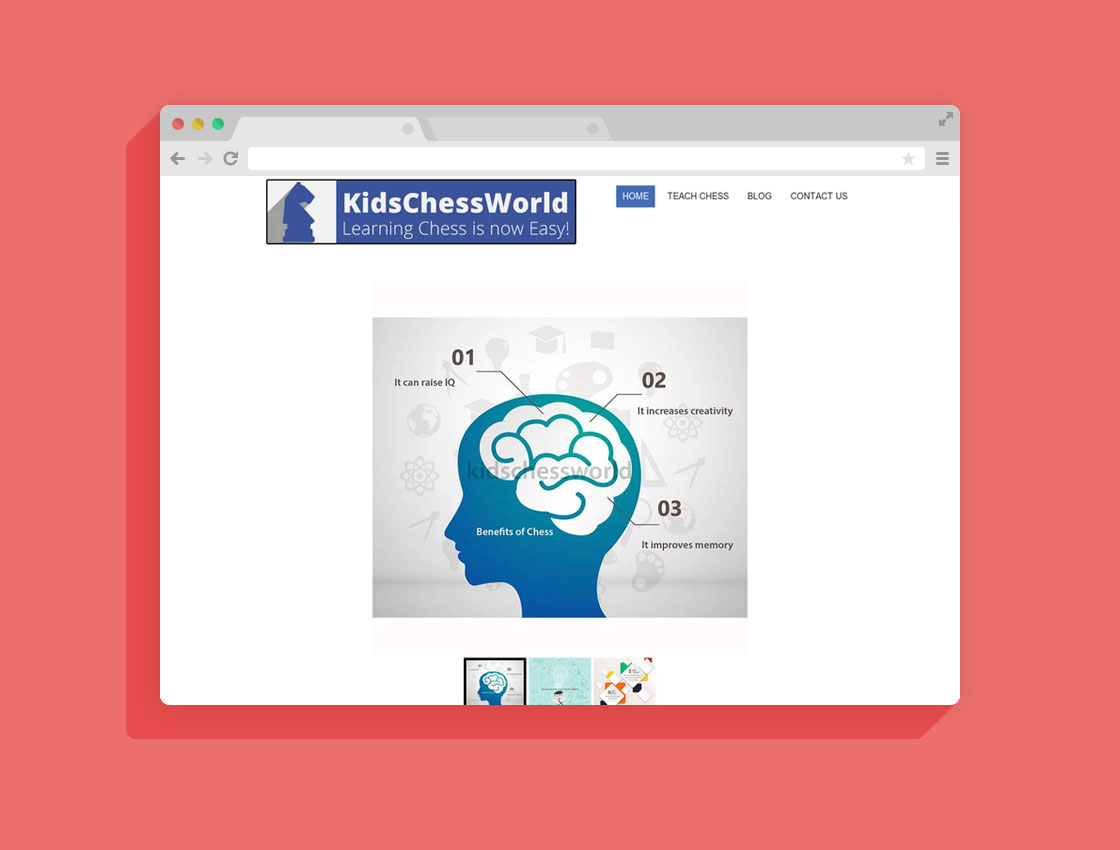 KidsChessWorld
Learning Chess is now Easy!
HOME TEACH CHESS BLOG CONTACT US
01
It can raise IQ
02
It increases creativity
kidschessworld
03
Benefits of Chess
It improves memory